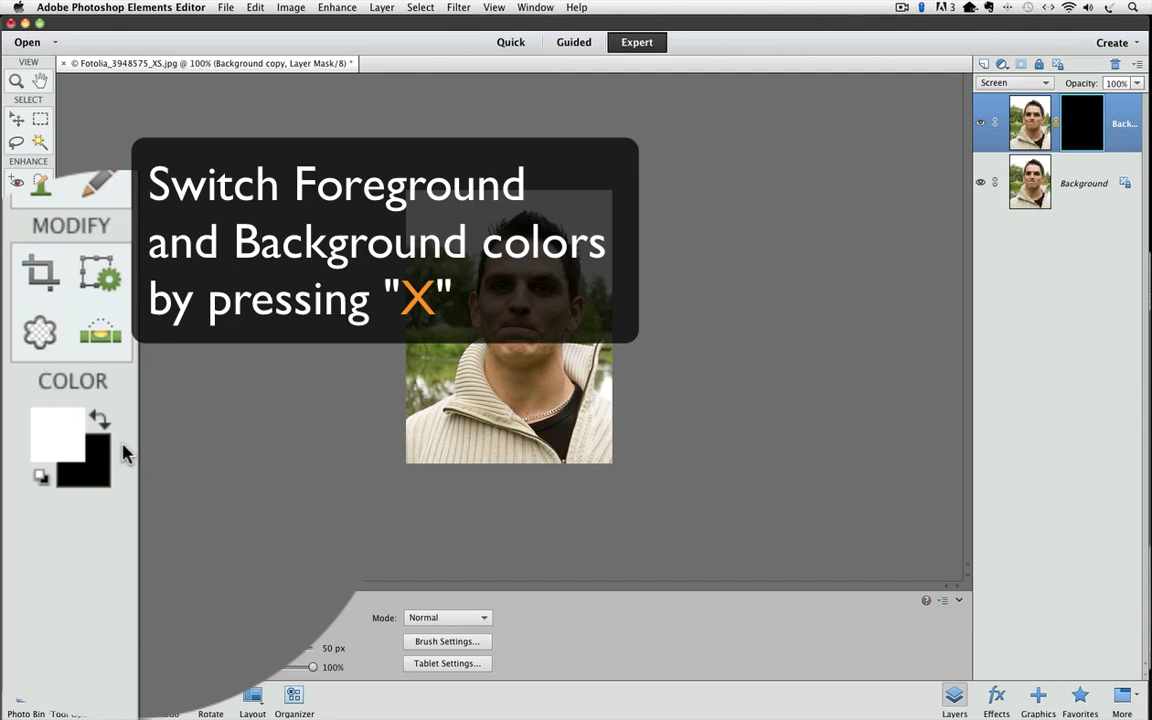 Adobe Photoshop Elements Editor File Edit Image Enhance Layer Select Filter View Window Help
3
Open Quick Guided Expert Create
VIEW
× © Fotolia_3948575_XS.jpg @ 100% (Background copy, Layer Mask/8) *
Screen Opacity: 100%
SELECT
Back...
ENHANCE
Background
Switch Foreground
and Background colors
by pressing "X"
MODIFY
COLOR
Mode: Normal
Brush Settings...
50 px
Tablet Settings...
100%
Photo Bin Rotate Layout Organizer Layers Effects Graphics Favorites More